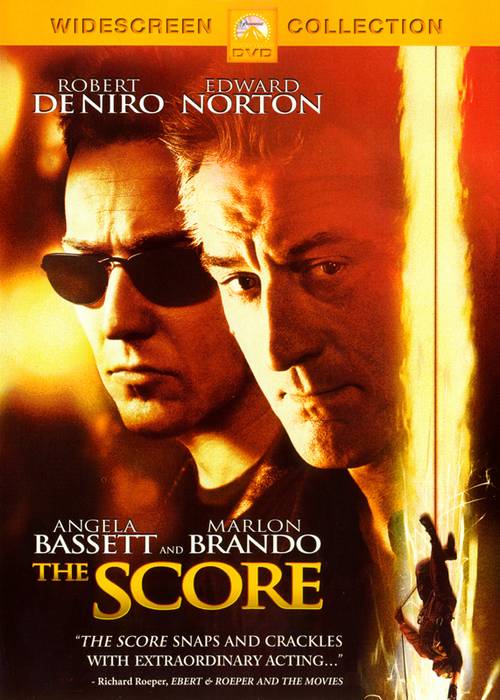 WIDESCREEN COLLECTION
Paramount
DVD
ROBERT DE NIRO
EDWARD NORTON
ANGELA BASSETT AND MARLON BRANDO
THE SCORE
"THE SCORE SNAPS AND CRACKLES
WITH EXTRAORDINARY ACTING..."
- Richard Roeper, EBERT & ROEPER AND THE MOVIES